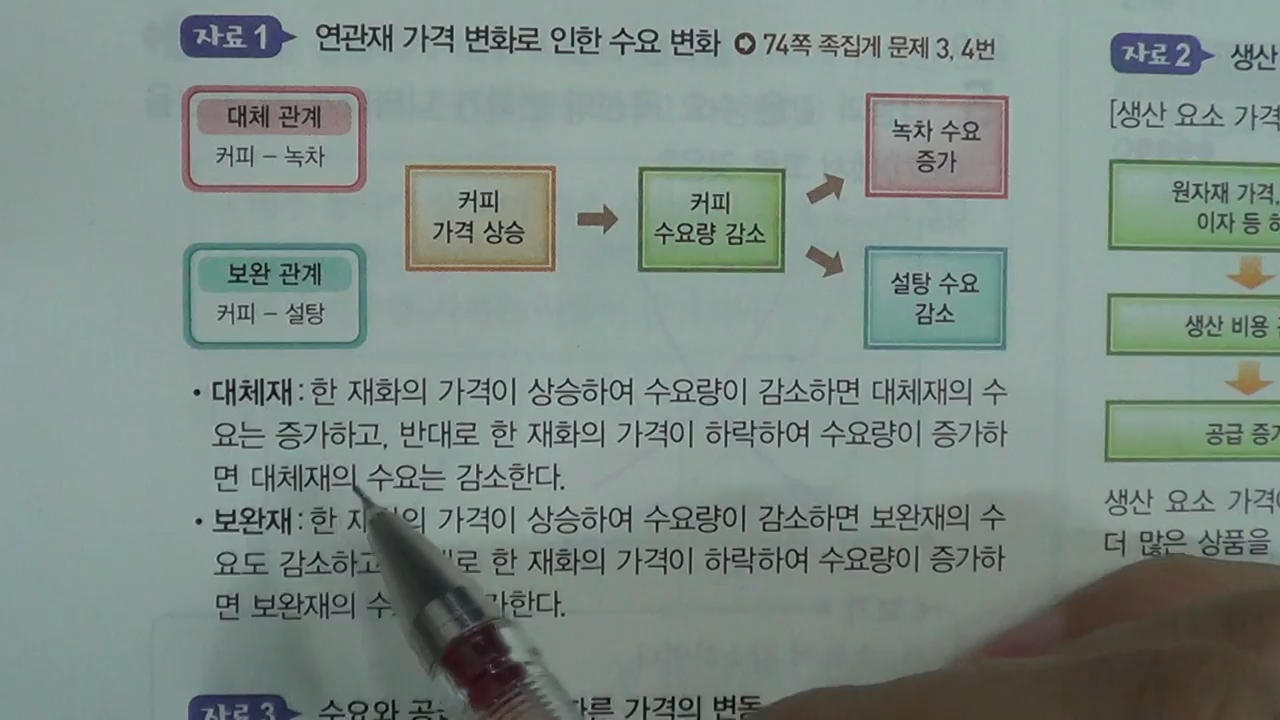 자료 1 연관재 가격 변화로 인한 수요 변화 74쪽 족집게 문제 3, 4번
대체 관계
커피 – 녹차
보완 관계
커피 – 설탕
커피
가격 상승
커피
수요량 감소
녹차 수요
증가
설탕 수요
감소
• 대체재 : 한 재화의 가격이 상승하여 수요량이 감소하면 대체재의 수
요는 증가하고, 반대로 한 재화의 가격이 하락하여 수요량이 증가하
면 대체재의 수요는 감소한다.
• 보완재 : 한 의 가격이 상승하여 수요량이 감소하면 보완재의 수
요도 감소하고 로 한 재화의 가격이 하락하여 수요량이 증가하
면 보완재의 수 한다.
자료 3 수요와 른 가격의 변동
자료 2 생산
[생산 요소 가격
원자재 가격,
이자 등
생산 비용
공급 증가
생산 요소 가격
더 많은 상품을